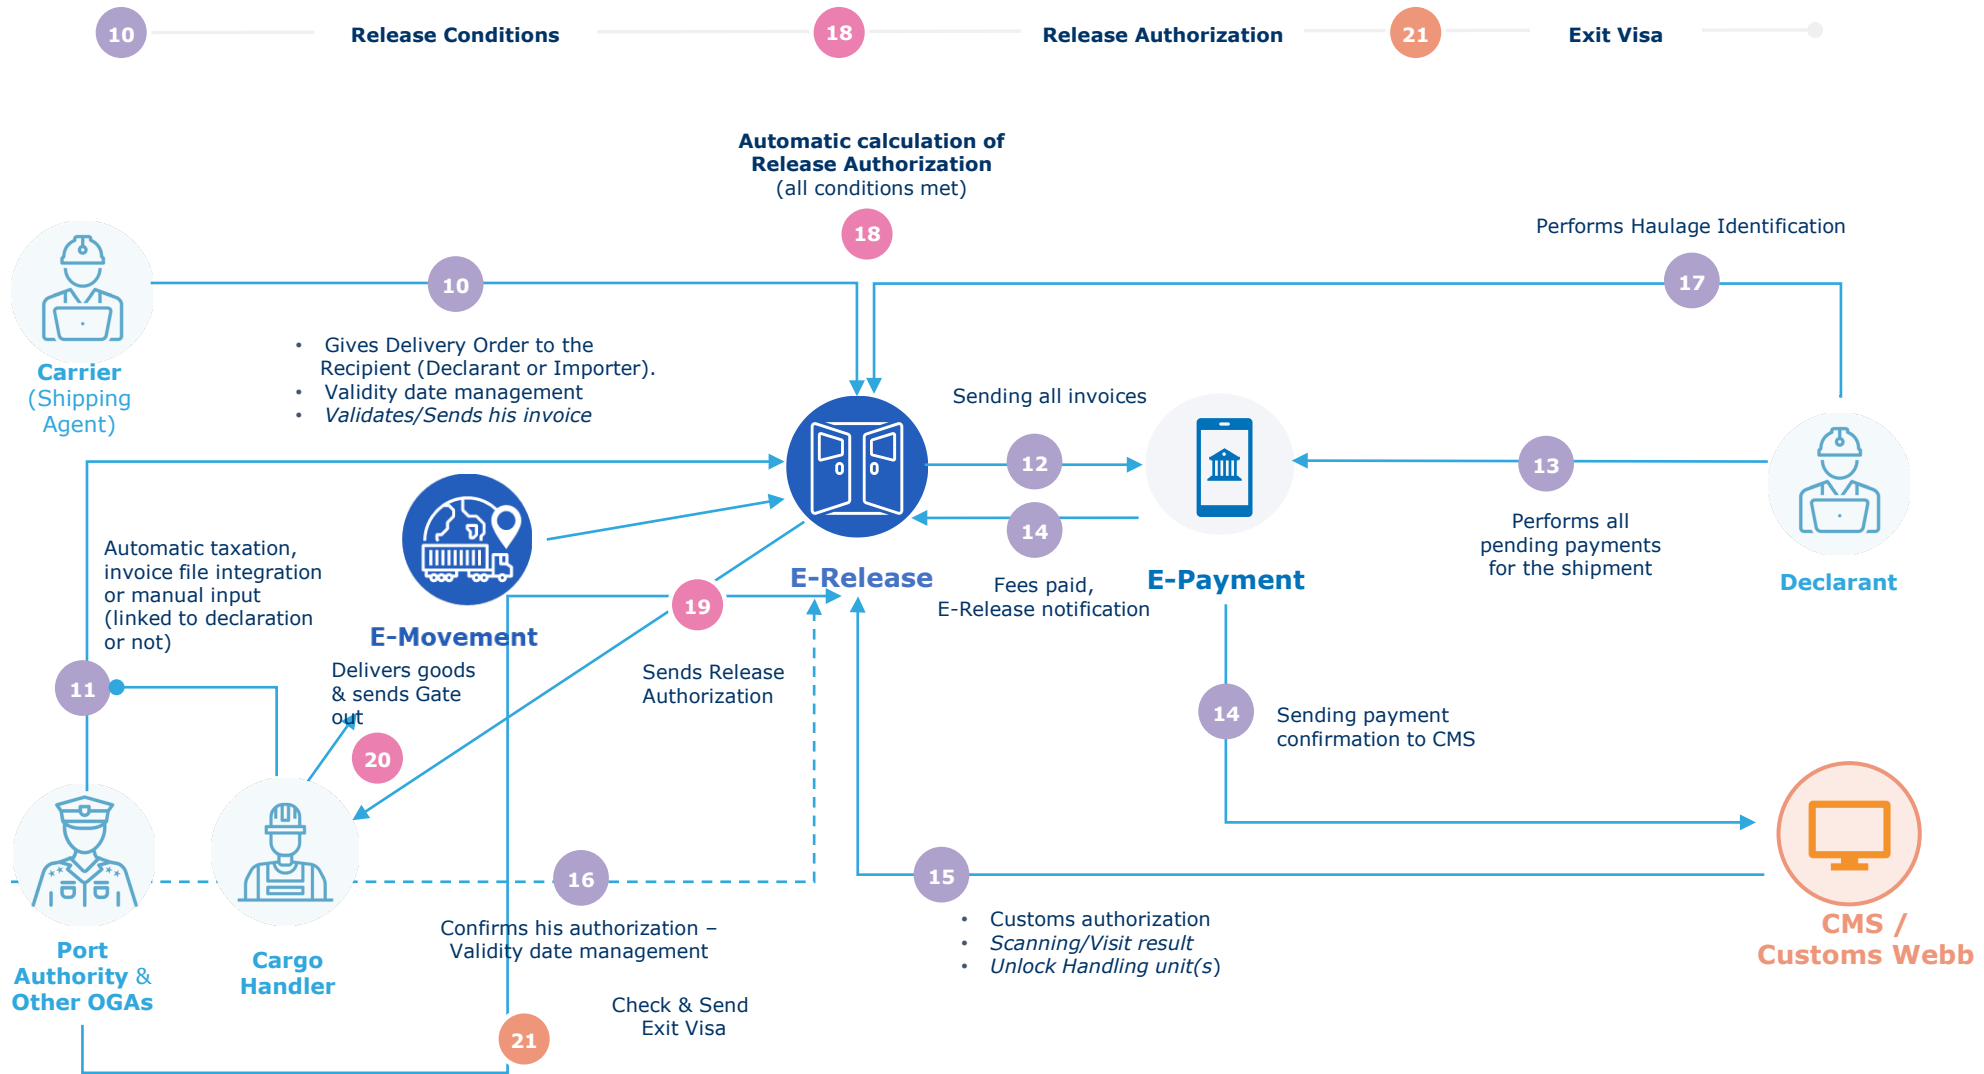 10
Release Conditions
18
Release Authorization
21
Exit Visa
Automatic calculation of
Release Authorization
(all conditions met)
18
Performs Haulage Identification
10
17
• Gives Delivery Order to the
Recipient (Declarant or Importer).
• Validity date management
• Validates/Sends his invoice
Carrier
(Shipping
Agent)
Sending all invoices
12
13
14
Performs all
pending payments
for the shipment
Automatic taxation,
invoice file integration
or manual input
(linked to declaration
or not)
E-Release
E-Payment
Declarant
Fees paid,
E-Release notification
19
E-Movement
Delivers goods
& sends Gate
out
Sends Release
Authorization
11
14
Sending payment
confirmation to CMS
20
16
15
Confirms his authorization –
Validity date management
• Customs authorization
• Scanning/Visit result
• Unlock Handling unit(s)
CMS /
Customs Webb
Port
Authority &
Other OGAs
Cargo
Handler
Check & Send
Exit Visa
21